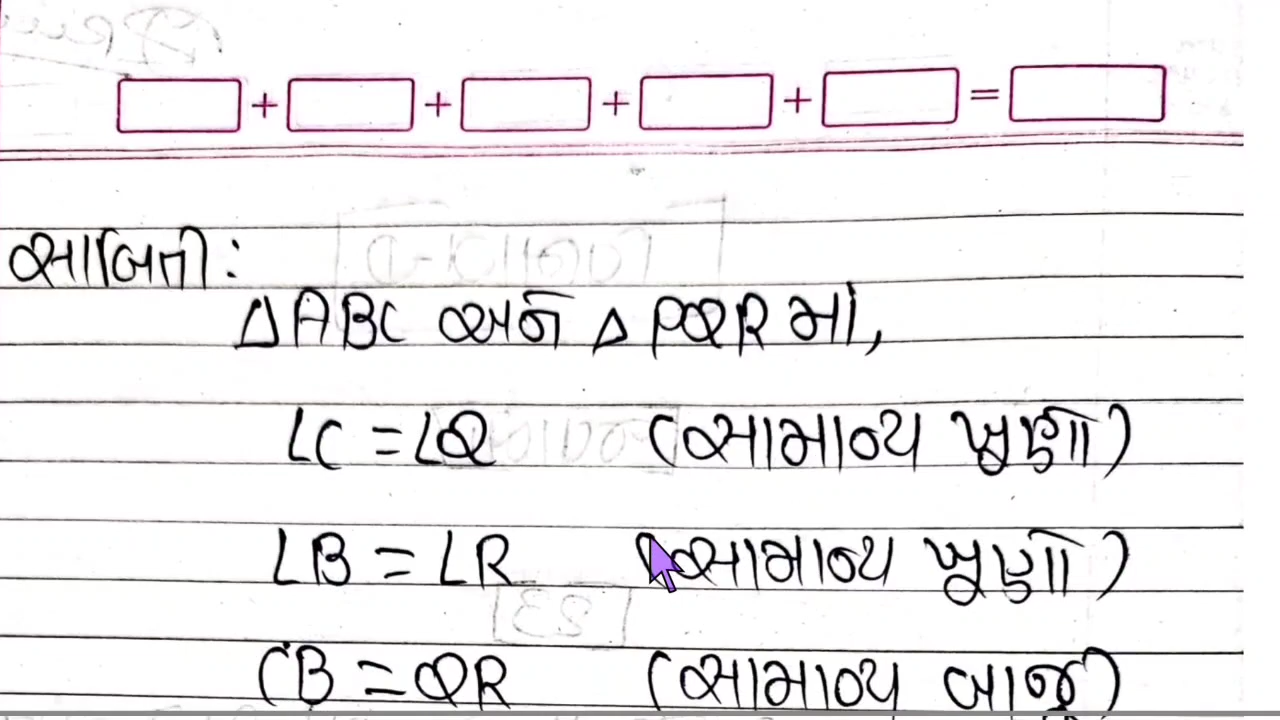 + + + + =
સાબિતી:
Δ ABC અને Δ PQR માં,
∠C = ∠Q (સામાન્ય ખૂણો)
∠B = ∠R (સામાન્ય ખૂણો)
CB = QR (સામાન્ય બાજુ)